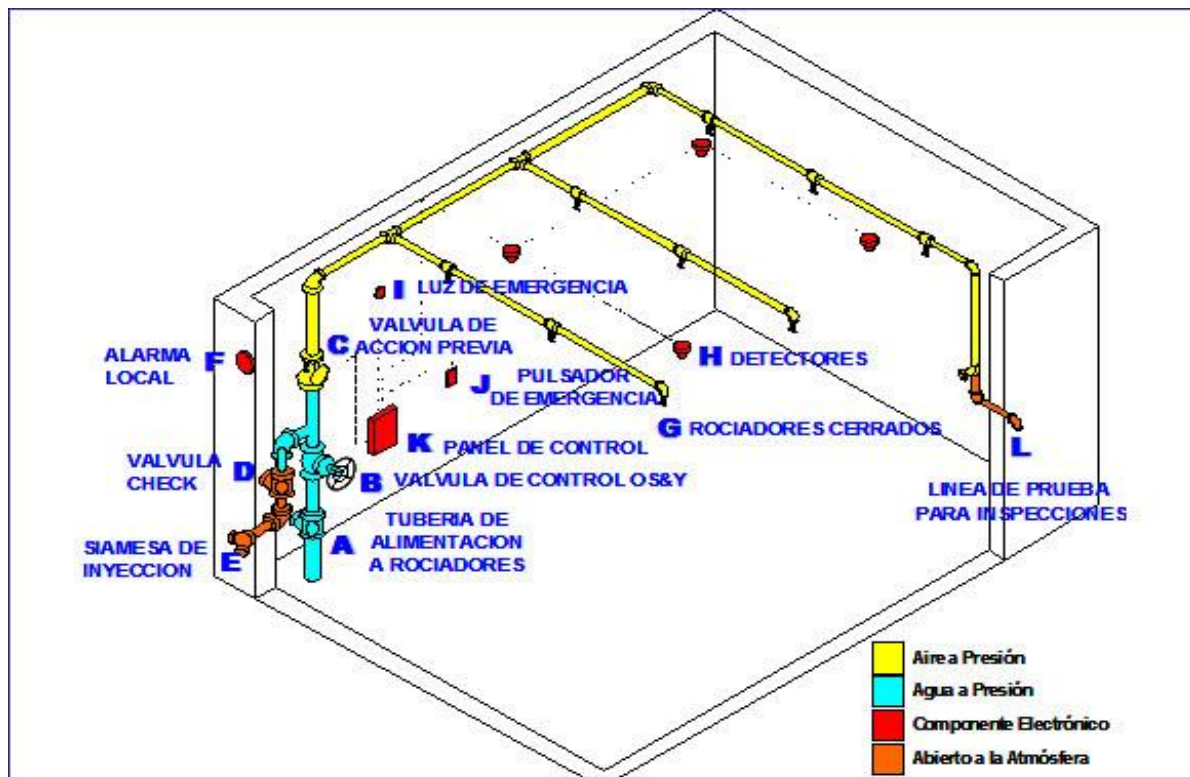 I LUZ DE EMERGENCIA
C VALVULA DE
ACCION PREVIA
ALARMA F
LOCAL
H DETECTORES
J PULSADOR
DE EMERGENCIA
G ROCIADORES CERRADOS
K PANEL DE CONTROL
VALVULA D
CHECK
B VALVULA DE CONTROL OS&Y
L
LINEA DE PRUEBA
PARA INSPECCIONES
A TUBERIA DE
ALIMENTACION
A ROCIADORES
SIAMESA DE E
INYECCION
Aire a Presión
Agua a Presión
Componente Electrónico
Abierto a la Atmósfera